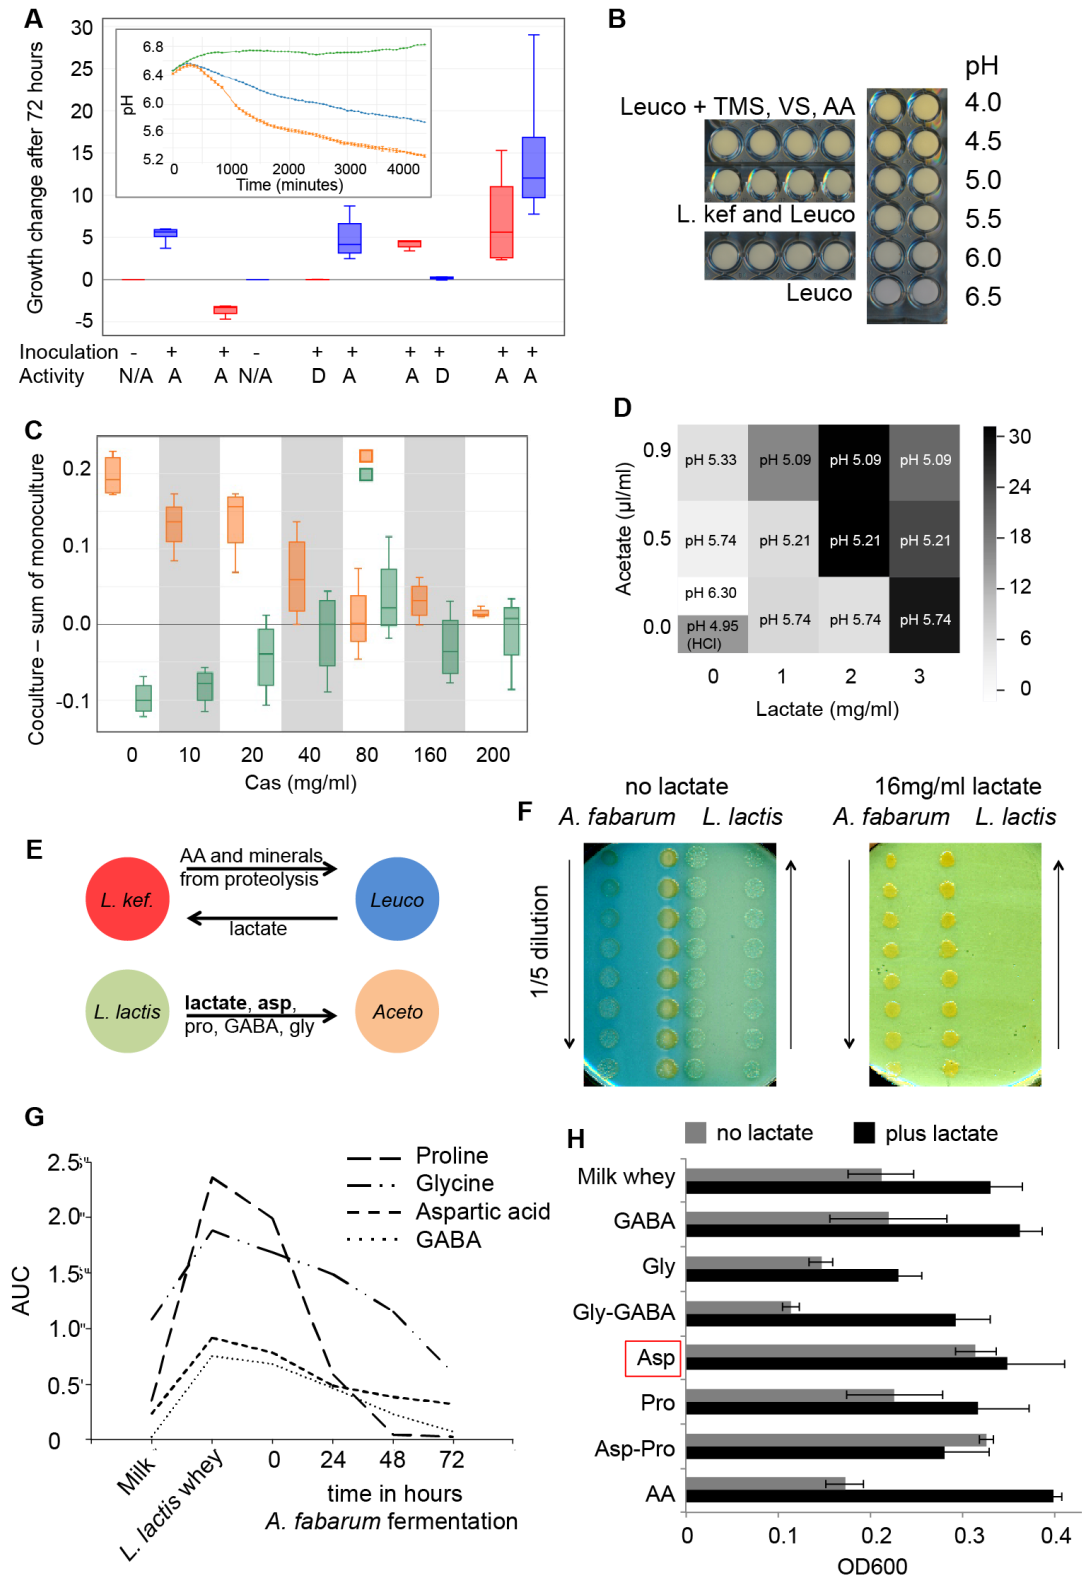 A
Growth change after 72 hours
30
25
20
15
10
5
0
-5
pH
6.8
6.4
6.0
5.6
5.2
0 1000 2000 3000 4000
Time (minutes)
Inoculation - + + - + + + + + +
Activity N/A A A N/A D A A D A A
B
pH
Leuco + TMS, VS, AA
4.0
4.5
5.0
L. kef and Leuco
5.5
6.0
Leuco
6.5
C
Coculture – sum of monoculture
0.2
0.1
0.0
-0.1
0 10 20 40 80 160 200
Cas (mg/ml)
D
Acetate (µl/ml)
0.9
0.5
0.0
pH 5.33 pH 5.09 pH 5.09 pH 5.09
pH 5.74 pH 5.21 pH 5.21 pH 5.21
pH 6.30
pH 4.95
(HCl)
pH 5.74 pH 5.74 pH 5.74
0 1 2 3
Lactate (mg/ml)
30
24
18
12
6
0
E
L. kef.
AA and minerals
from proteolysis
lactate
Leuco
L. lactis
lactate, asp,
pro, GABA, gly
Aceto
F
no lactate
A. fabarum L. lactis
16mg/ml lactate
A. fabarum L. lactis
1/5 dilution
G
AUC
2.5
2.0
1.5
1.0
0.5
0
Proline
Glycine
Aspartic acid
GABA
Milk
L. lactis whey
0 24 48 72
time in hours
A. fabarum fermentation
H
no lactate plus lactate
Milk whey
GABA
Gly
Gly-GABA
Asp
Pro
Asp-Pro
AA
0 0.1 0.2 0.3 0.4
OD600